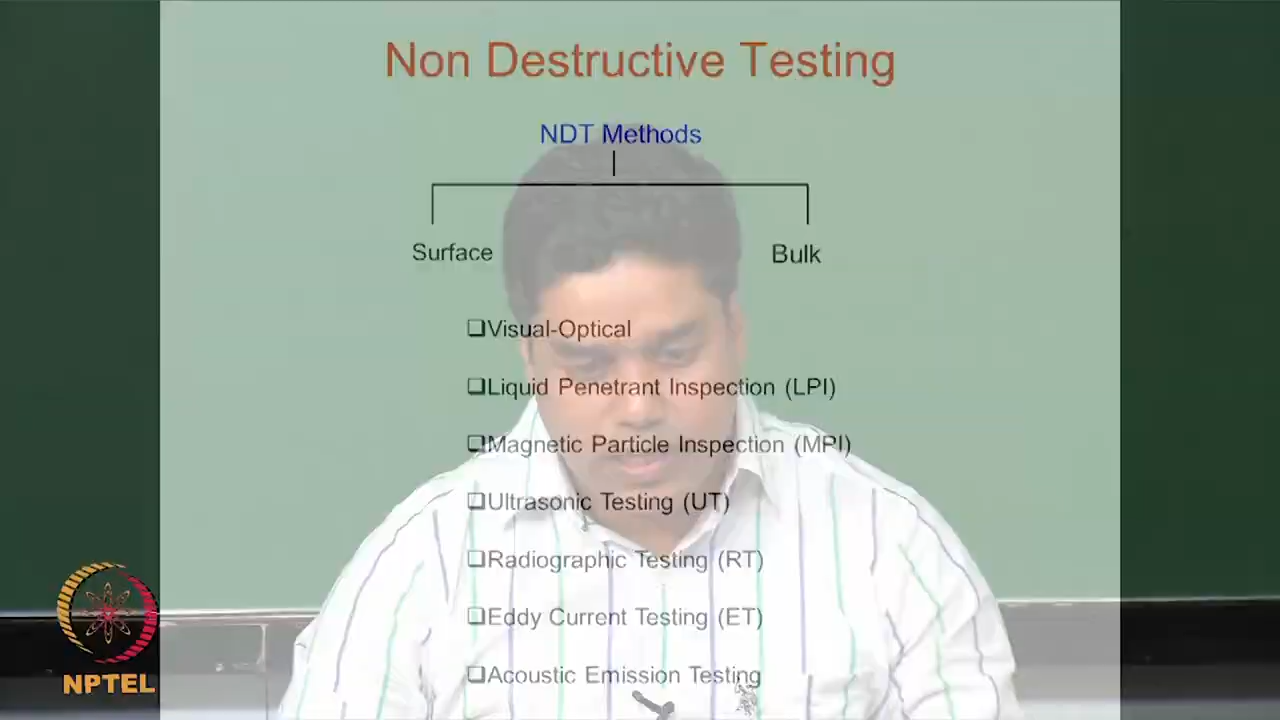 Non Destructive Testing
NDT Methods
Surface
Bulk
❑Visual-Optical
❑Liquid Penetrant Inspection (LPI)
❑Magnetic Particle Inspection (MPI)
❑Ultrasonic Testing (UT)
❑Radiographic Testing (RT)
❑Eddy Current Testing (ET)
❑Acoustic Emission Testing
NPTEL